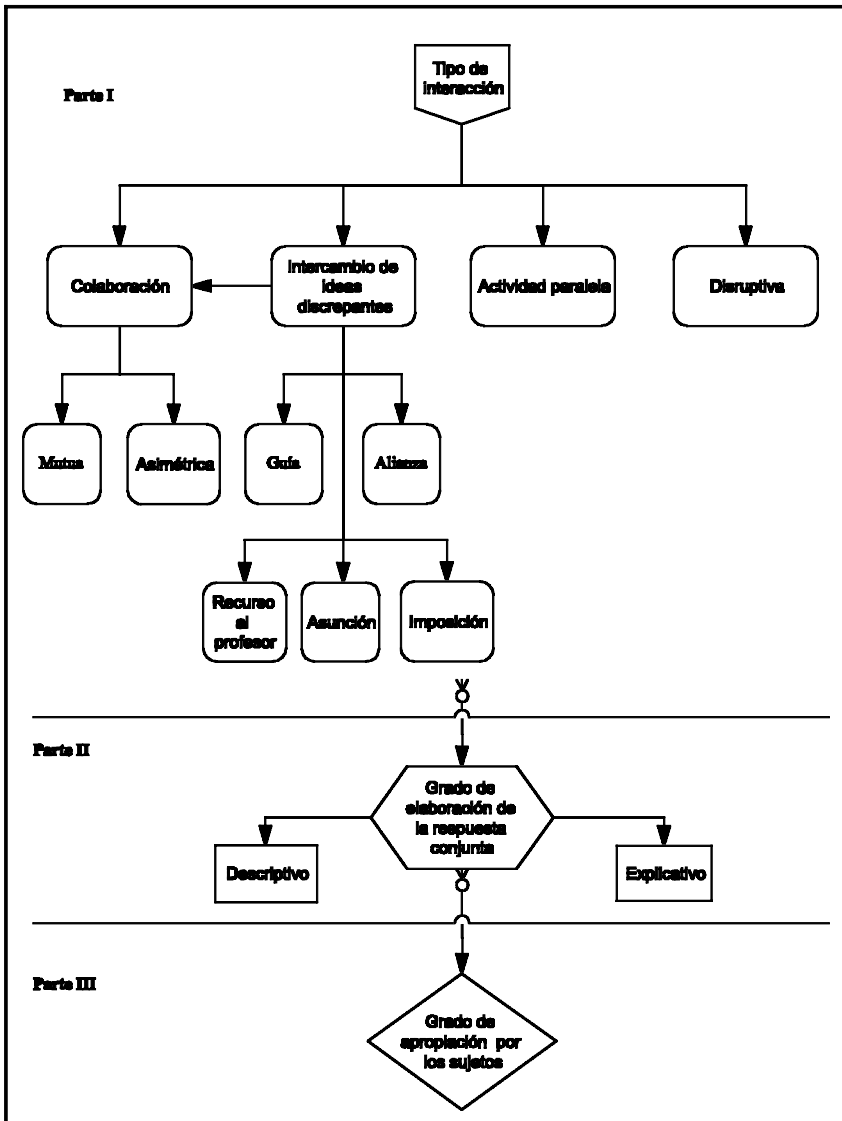 Parte I
Tipo de
interacción
Colaboración
Intercambio de
ideas
discrepantes
Actividad paralela
Disruptiva
Mutua
Asimétrica
Guía
Alianza
Recurso
al
profesor
Asunción
Imposición
Parte II
Grado de
elaboración de
la respuesta
conjunta
Descriptivo
Explicativo
Parte III
Grado de
apropiación por
los sujetos